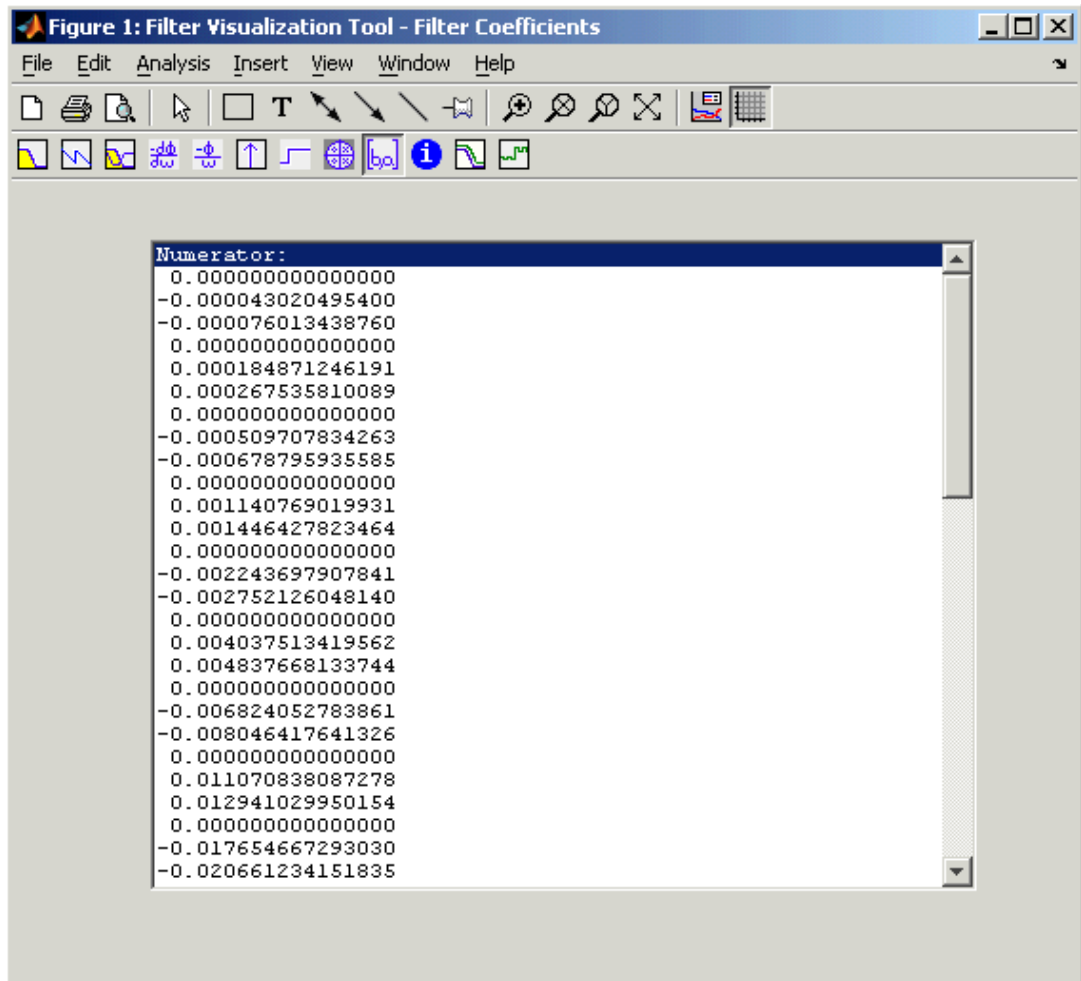 Figure 1: Filter Visualization Tool - Filter Coefficients
File Edit Analysis Insert View Window Help
T
-dΦ
dω
-Φ
ω
[b,a]
i
Numerator:
0.000000000000000
-0.000043020495400
-0.000076013438760
0.000000000000000
0.000184871246191
0.000267535810089
0.000000000000000
-0.000509707834263
-0.000678795935585
0.000000000000000
0.001140769019931
0.001446427823464
0.000000000000000
-0.002243697907841
-0.002752126048140
0.000000000000000
0.004037513419562
0.004837668133744
0.000000000000000
-0.006824052783861
-0.008046417641326
0.000000000000000
0.011070838087278
0.012941029950154
0.000000000000000
-0.017654667293030
-0.020661234151835